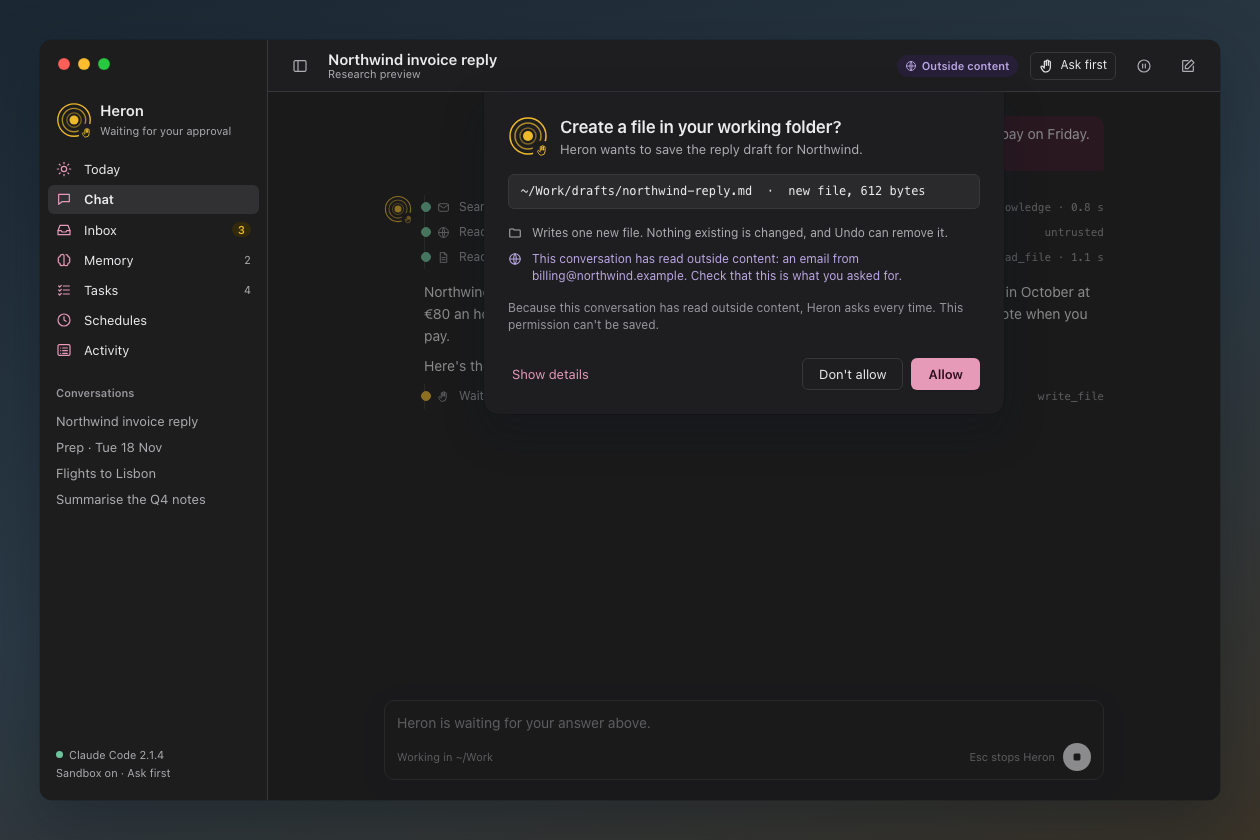 Heron
Waiting for your approval
Today
Chat
Inbox 3
Memory 2
Tasks 4
Schedules
Activity
Conversations
Northwind invoice reply
Prep · Tue 18 Nov
Flights to Lisbon
Summarise the Q4 notes
Claude Code 2.1.4
Sandbox on · Ask first
Northwind invoice reply
Research preview
Outside content
Ask first
pay on Friday.
Create a file in your working folder?
Heron wants to save the reply draft for Northwind.
~/Work/drafts/northwind-reply.md · new file, 612 bytes
Writes one new file. Nothing existing is changed, and Undo can remove it.
This conversation has read outside content: an email from
billing@northwind.example. Check that this is what you asked for.
Because this conversation has read outside content, Heron asks every time. This
permission can't be saved.
Show details
Don't allow
Allow
· 0.8 s
untrusted
· 1.1 s
in October at
€80 an
when you
pay.
Here's
write_file
Heron is waiting for your answer above.
Working in ~/Work
Esc stops Heron